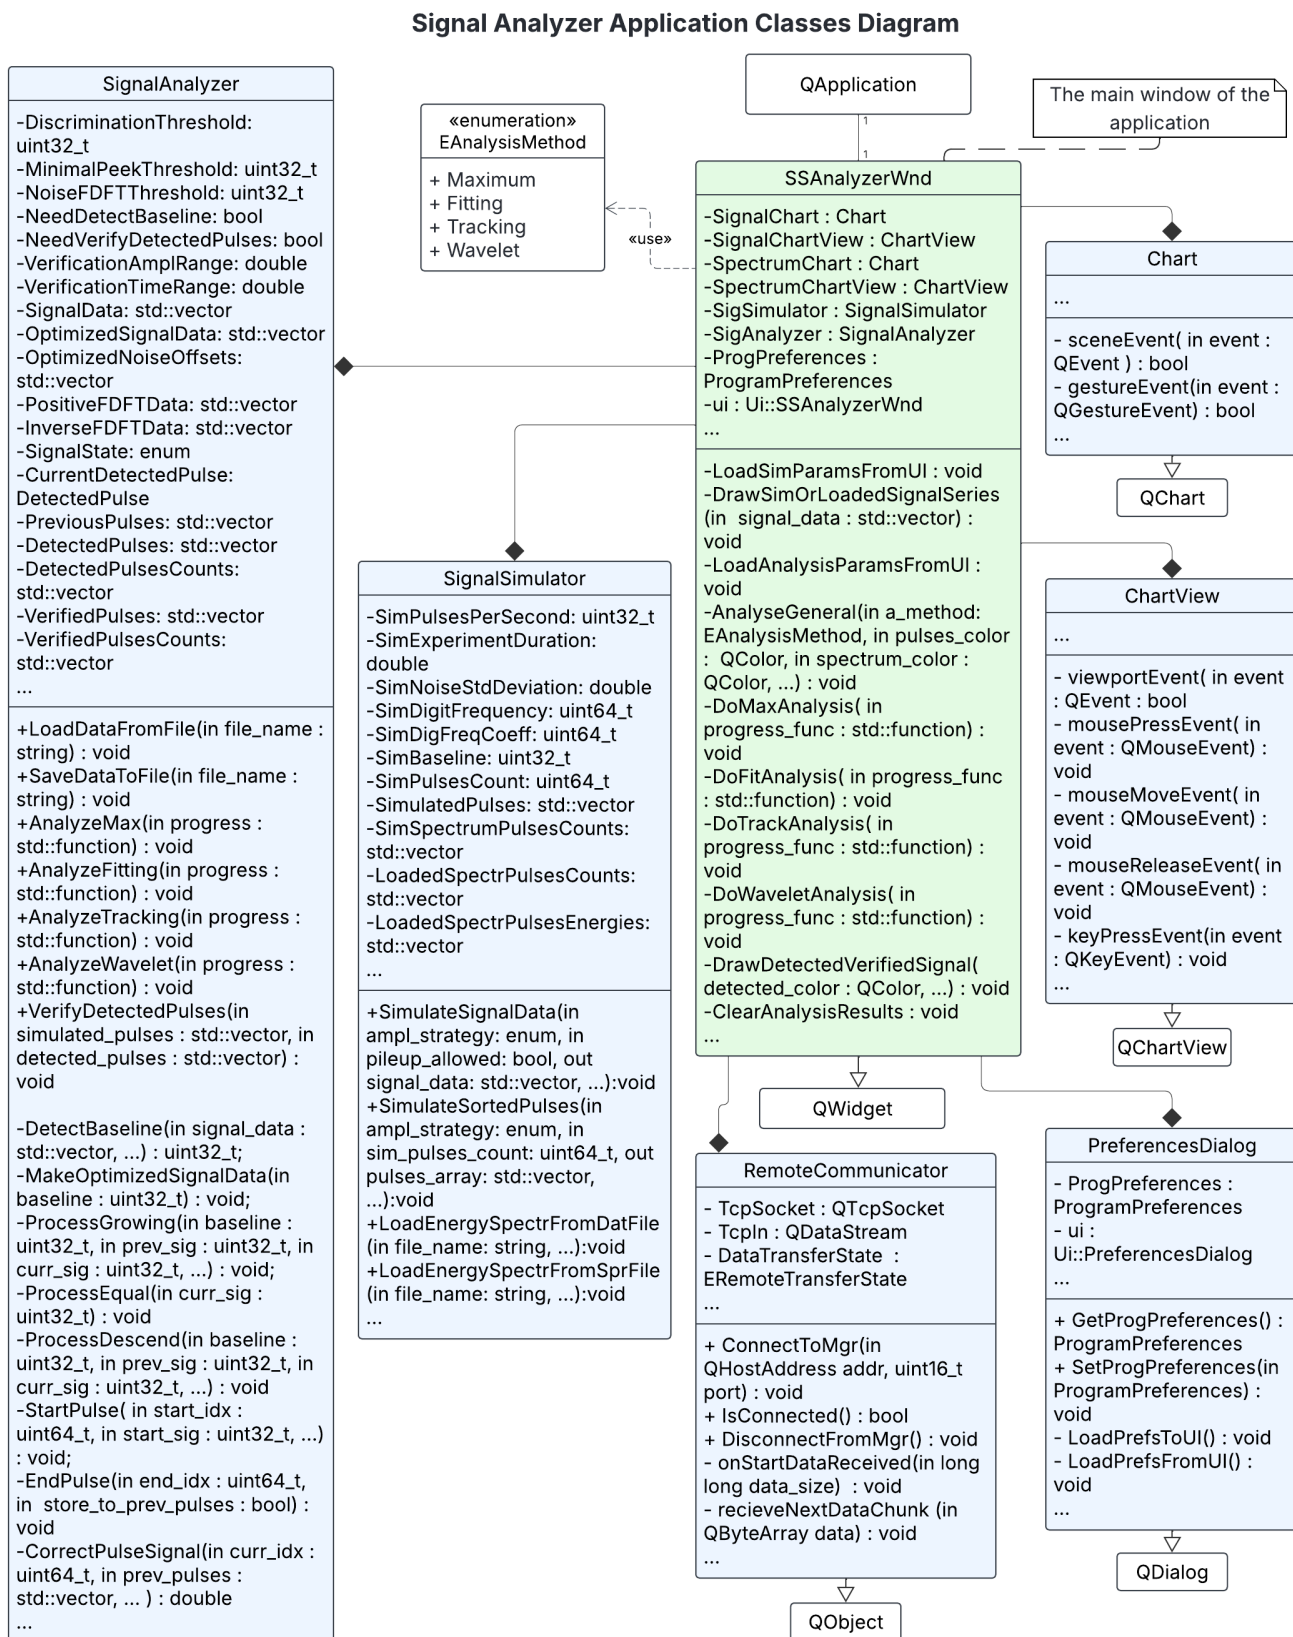 Signal Analyzer Application Classes Diagram
SignalAnalyzer
-DiscriminationThreshold:
uint32_t
-MinimalPeekThreshold: uint32_t
-NoiseFDFTThreshold: uint32_t
-NeedDetectBaseline: bool
-NeedVerifyDetectedPulses: bool
-VerificationAmplRange: double
-VerificationTimeRange: double
-SignalData: std::vector
-OptimizedSignalData: std::vector
-OptimizedNoiseOffsets:
std::vector
-PositiveFDFTData: std::vector
-InverseFDFTData: std::vector
-SignalState: enum
-CurrentDetectedPulse:
DetectedPulse
-PreviousPulses: std::vector
-DetectedPulses: std::vector
-DetectedPulsesCounts:
std::vector
-VerifiedPulses: std::vector
-VerifiedPulsesCounts:
std::vector
...
+LoadDataFromFile(in file_name :
string) : void
+SaveDataToFile(in file_name :
string) : void
+AnalyzeMax(in progress :
std::function) : void
+AnalyzeFitting(in progress :
std::function) : void
+AnalyzeTracking(in progress :
std::function) : void
+AnalyzeWavelet(in progress :
std::function) : void
+VerifyDetectedPulses(in
simulated_pulses : std::vector, in
detected_pulses : std::vector) :
void
-DetectBaseline(in signal_data :
std::vector, ...) : uint32_t;
-MakeOptimizedSignalData(in
baseline : uint32_t) : void;
-ProcessGrowing(in baseline :
uint32_t, in prev_sig : uint32_t, in
curr_sig : uint32_t, ...) : void;
-ProcessEqual(in curr_sig :
uint32_t) : void
-ProcessDescend(in baseline :
uint32_t, in prev_sig : uint32_t, in
curr_sig : uint32_t, ...) : void
-StartPulse( in start_idx :
uint64_t, in start_sig : uint32_t, ...)
: void;
-EndPulse(in end_idx : uint64_t,
in  store_to_prev_pulses : bool) :
void
-CorrectPulseSignal(in curr_idx :
uint64_t, in prev_pulses :
std::vector, ... ) : double
...
«enumeration»
EAnalysisMethod
+ Maximum
+ Fitting
+ Tracking
+ Wavelet
«use»
SignalSimulator
-SimPulsesPerSecond: uint32_t
-SimExperimentDuration:
double
-SimNoiseStdDeviation: double
-SimDigitFrequency: uint64_t
-SimDigFreqCoeff: uint64_t
-SimBaseline: uint32_t
-SimPulsesCount: uint64_t
-SimulatedPulses: std::vector
-SimSpectrumPulsesCounts:
std::vector
-LoadedSpectrPulsesCounts:
std::vector
-LoadedSpectrPulsesEnergies:
std::vector
...
+SimulateSignalData(in
ampl_strategy: enum, in
pileup_allowed: bool, out
signal_data: std::vector, ...):void
+SimulateSortedPulses(in
ampl_strategy: enum, in
sim_pulses_count: uint64_t, out
pulses_array: std::vector,
...):void
+LoadEnergySpectrFromDatFile
(in file_name: string, ...):void
+LoadEnergySpectrFromSprFile
(in file_name: string, ...):void
...
QApplication
1
1
The main window of the
application
SSAnalyzerWnd
-SignalChart : Chart
-SignalChartView : ChartView
-SpectrumChart : Chart
-SpectrumChartView : ChartView
-SigSimulator : SignalSimulator
-SigAnalyzer : SignalAnalyzer
-ProgPreferences :
ProgramPreferences
-ui : Ui::SSAnalyzerWnd
...
-LoadSimParamsFromUI : void
-DrawSimOrLoadedSignalSeries
(in  signal_data : std::vector) :
void
-LoadAnalysisParamsFromUI :
void
-AnalyseGeneral(in a_method:
EAnalysisMethod, in pulses_color
:  QColor, in spectrum_color :
QColor, ...) : void
-DoMaxAnalysis( in
progress_func : std::function) :
void
-DoFitAnalysis( in progress_func
: std::function) : void
-DoTrackAnalysis( in
progress_func : std::function) :
void
-DoWaveletAnalysis( in
progress_func : std::function) :
void
-DrawDetectedVerifiedSignal(
detected_color : QColor, ...) : void
-ClearAnalysisResults : void
...
QWidget
RemoteCommunicator
- TcpSocket : QTcpSocket
- TcpIn : QDataStream
- DataTransferState  :
ERemoteTransferState
...
+ ConnectToMgr(in
QHostAddress addr, uint16_t
port) : void
+ IsConnected() : bool
+ DisconnectFromMgr() : void
- onStartDataReceived(in long
long data_size)  : void
- recieveNextDataChunk (in
QByteArray data) : void
...
QObject
Chart
...
- sceneEvent( in event :
QEvent ) : bool
- gestureEvent(in event :
QGestureEvent) : bool
...
QChart
ChartView
...
- viewportEvent( in event
: QEvent : bool
- mousePressEvent( in
event : QMouseEvent) :
void
- mouseMoveEvent( in
event : QMouseEvent) :
void
- mouseReleaseEvent( in
event : QMouseEvent) :
void
- keyPressEvent(in event
: QKeyEvent) : void
...
QChartView
PreferencesDialog
- ProgPreferences :
ProgramPreferences
- ui :
Ui::PreferencesDialog
...
+ GetProgPreferences() :
ProgramPreferences
+ SetProgPreferences(in
ProgramPreferences) :
void
- LoadPrefsToUI() : void
- LoadPrefsFromUI() :
void
...
QDialog